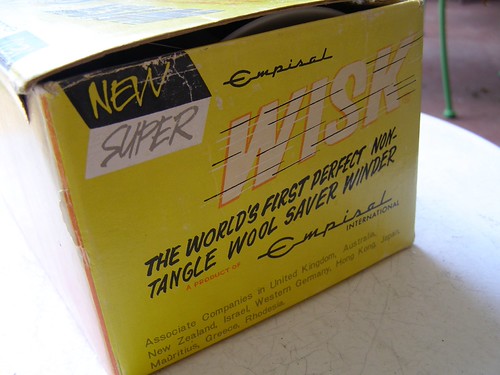 NEW
SUPER
Empisal
WISK
THE WORLD'S FIRST PERFECT NON-
TANGLE WOOL SAVER WINDER
A PRODUCT OF Empisal
INTERNATIONAL
Associate Companies in United Kingdom, Australia,
New Zealand, Israel, Western Germany, Hong Kong, Japan,
Mauritius, Greece, Rhodesia.